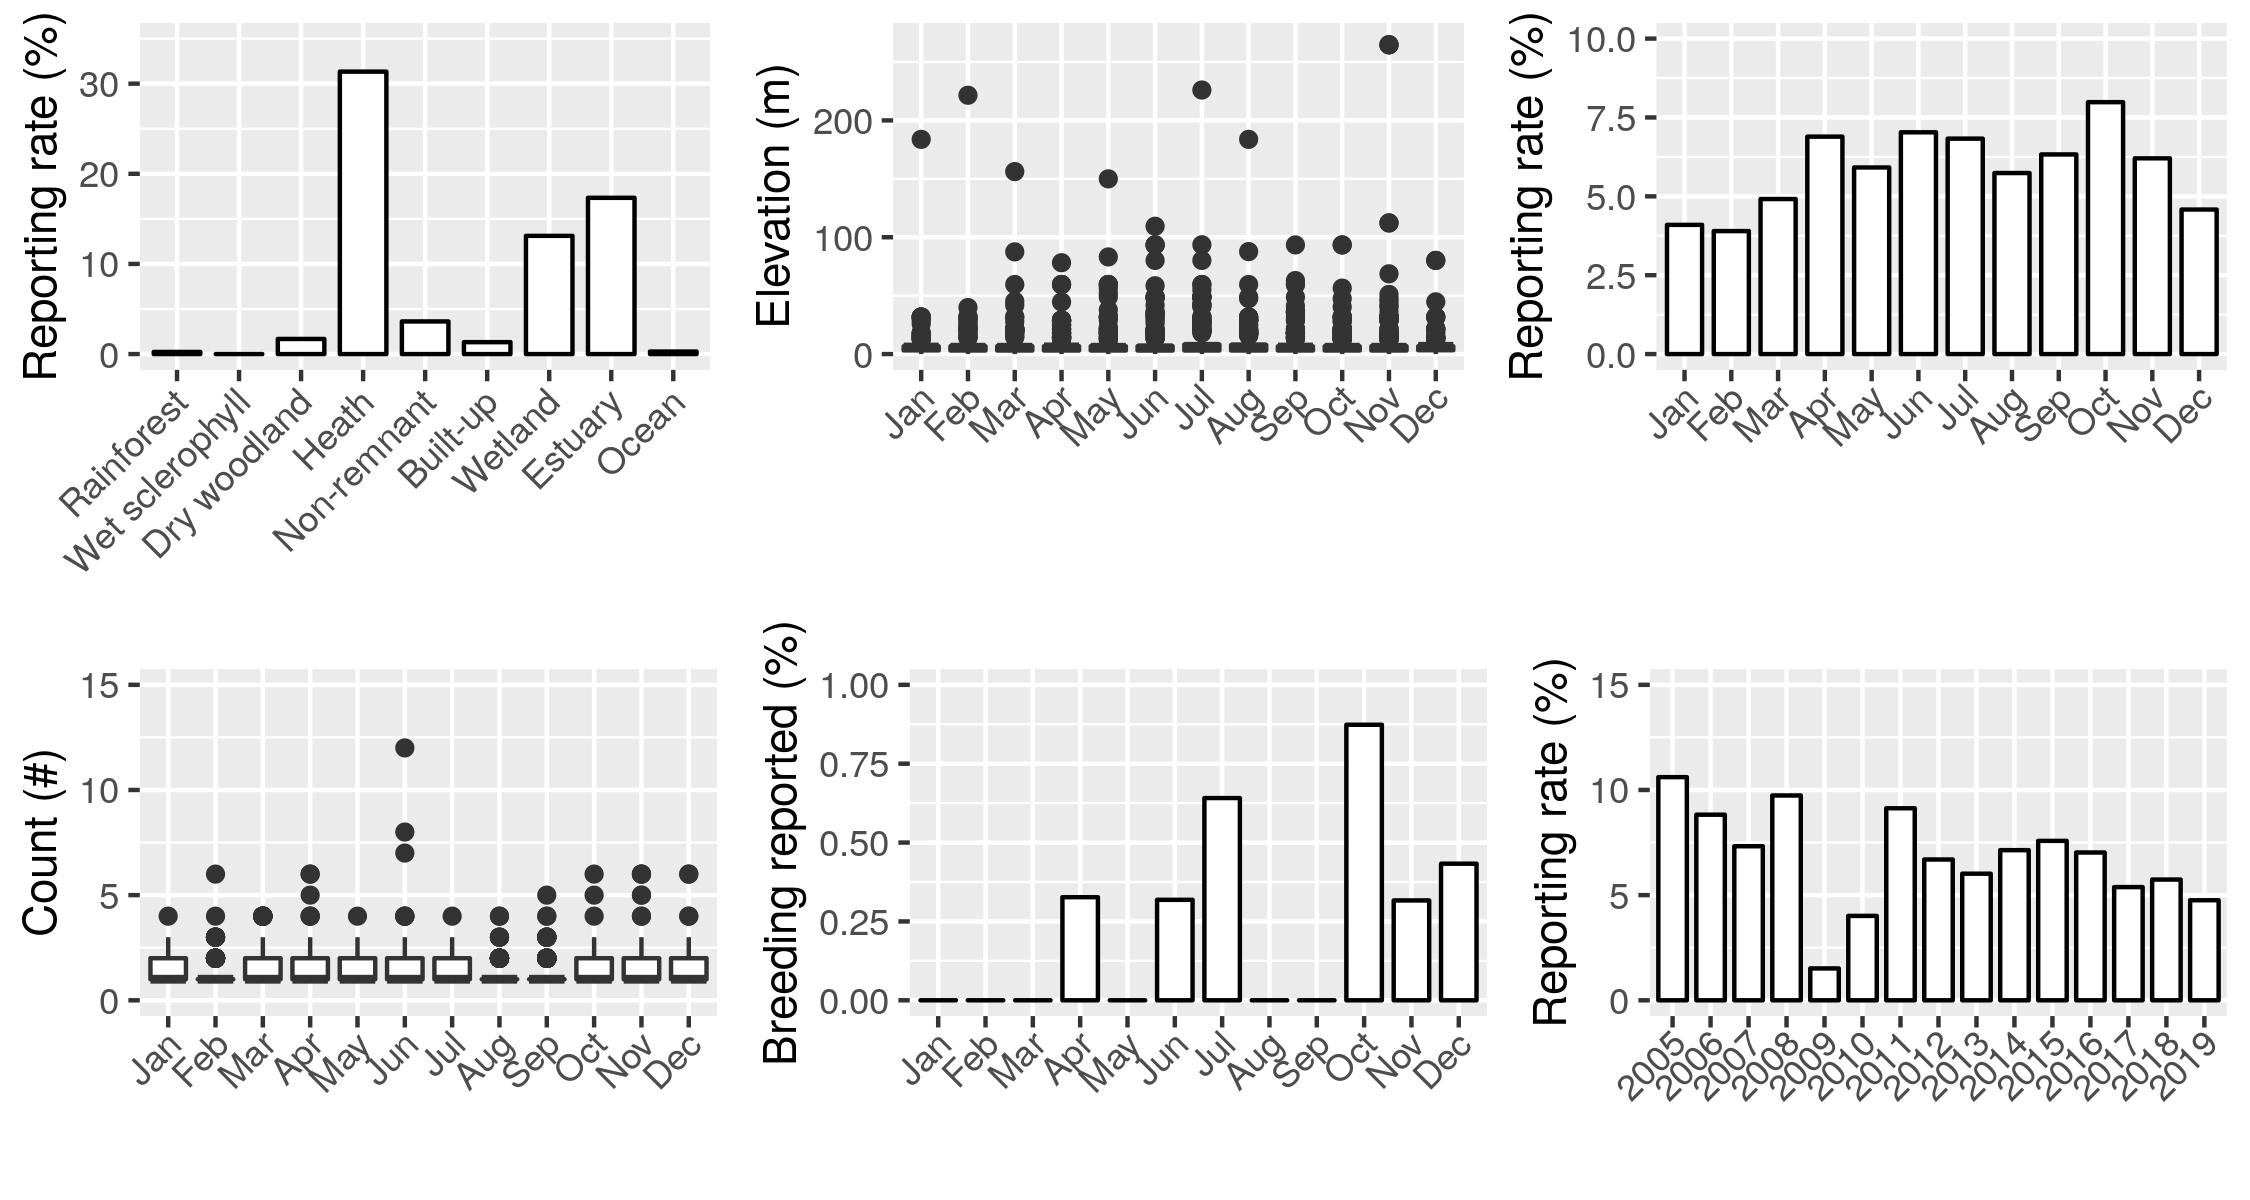 Reporting rate (%)
30
20
10
0
Rainforest
Wet sclerophyll
Dry woodland
Heath
Non-remnant
Built-up
Wetland
Estuary
Ocean
Elevation (m)
200
100
0
Jan
Feb
Mar
Apr
May
Jun
Jul
Aug
Sep
Oct
Nov
Dec
Reporting rate (%)
10.0
7.5
5.0
2.5
0.0
Jan
Feb
Mar
Apr
May
Jun
Jul
Aug
Sep
Oct
Nov
Dec
Count (#)
15
10
5
0
Jan
Feb
Mar
Apr
May
Jun
Jul
Aug
Sep
Oct
Nov
Dec
Breeding reported (%)
1.00
0.75
0.50
0.25
0.00
Jan
Feb
Mar
Apr
May
Jun
Jul
Aug
Sep
Oct
Nov
Dec
Reporting rate (%)
15
10
5
0
2005
2006
2007
2008
2009
2010
2011
2012
2013
2014
2015
2016
2017
2018
2019